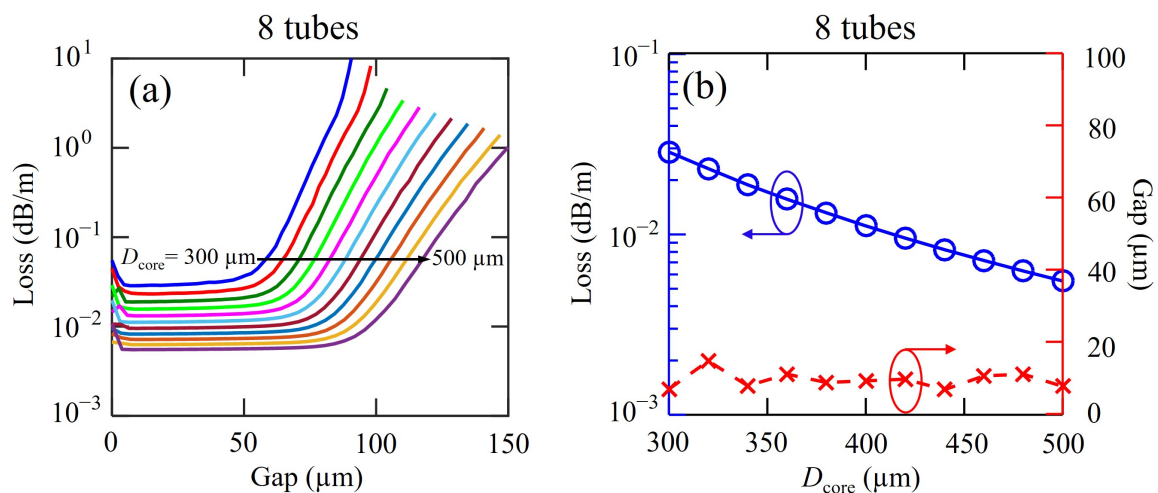 8 tubes
(a)
Loss (dB/m)
10^1
10^0
10^-1
10^-2
10^-3
D_core = 300 µm
500 µm
0 50 100 150
Gap (µm)
8 tubes
(b)
Loss (dB/m)
10^-1
10^-2
10^-3
100
80
60
40
20
0
Gap (µm)
300 350 400 450 500
D_core (µm)